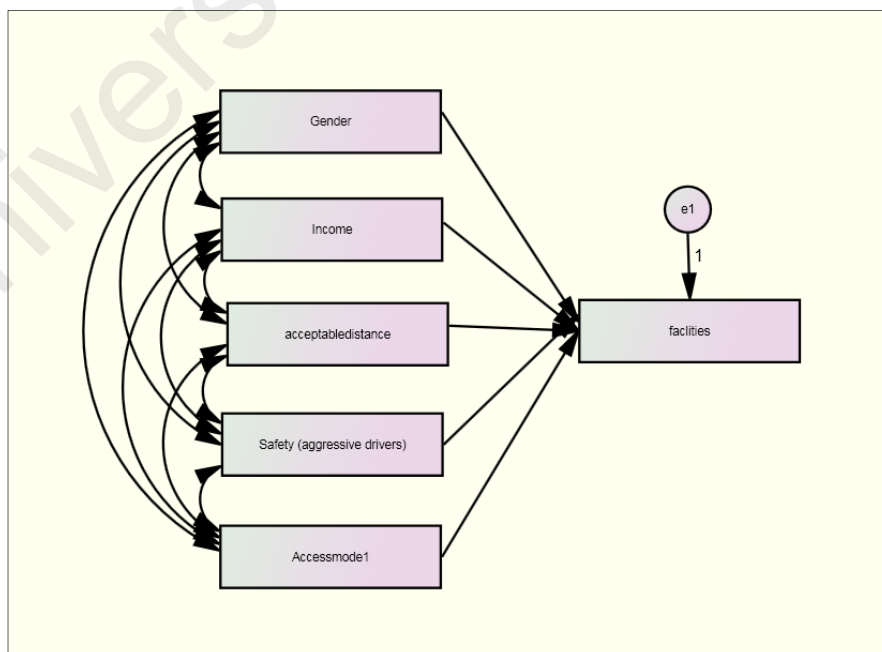 Gender
Income
e1
1
acceptabledistance
faclities
Safety (aggressive drivers)
Accessmode1